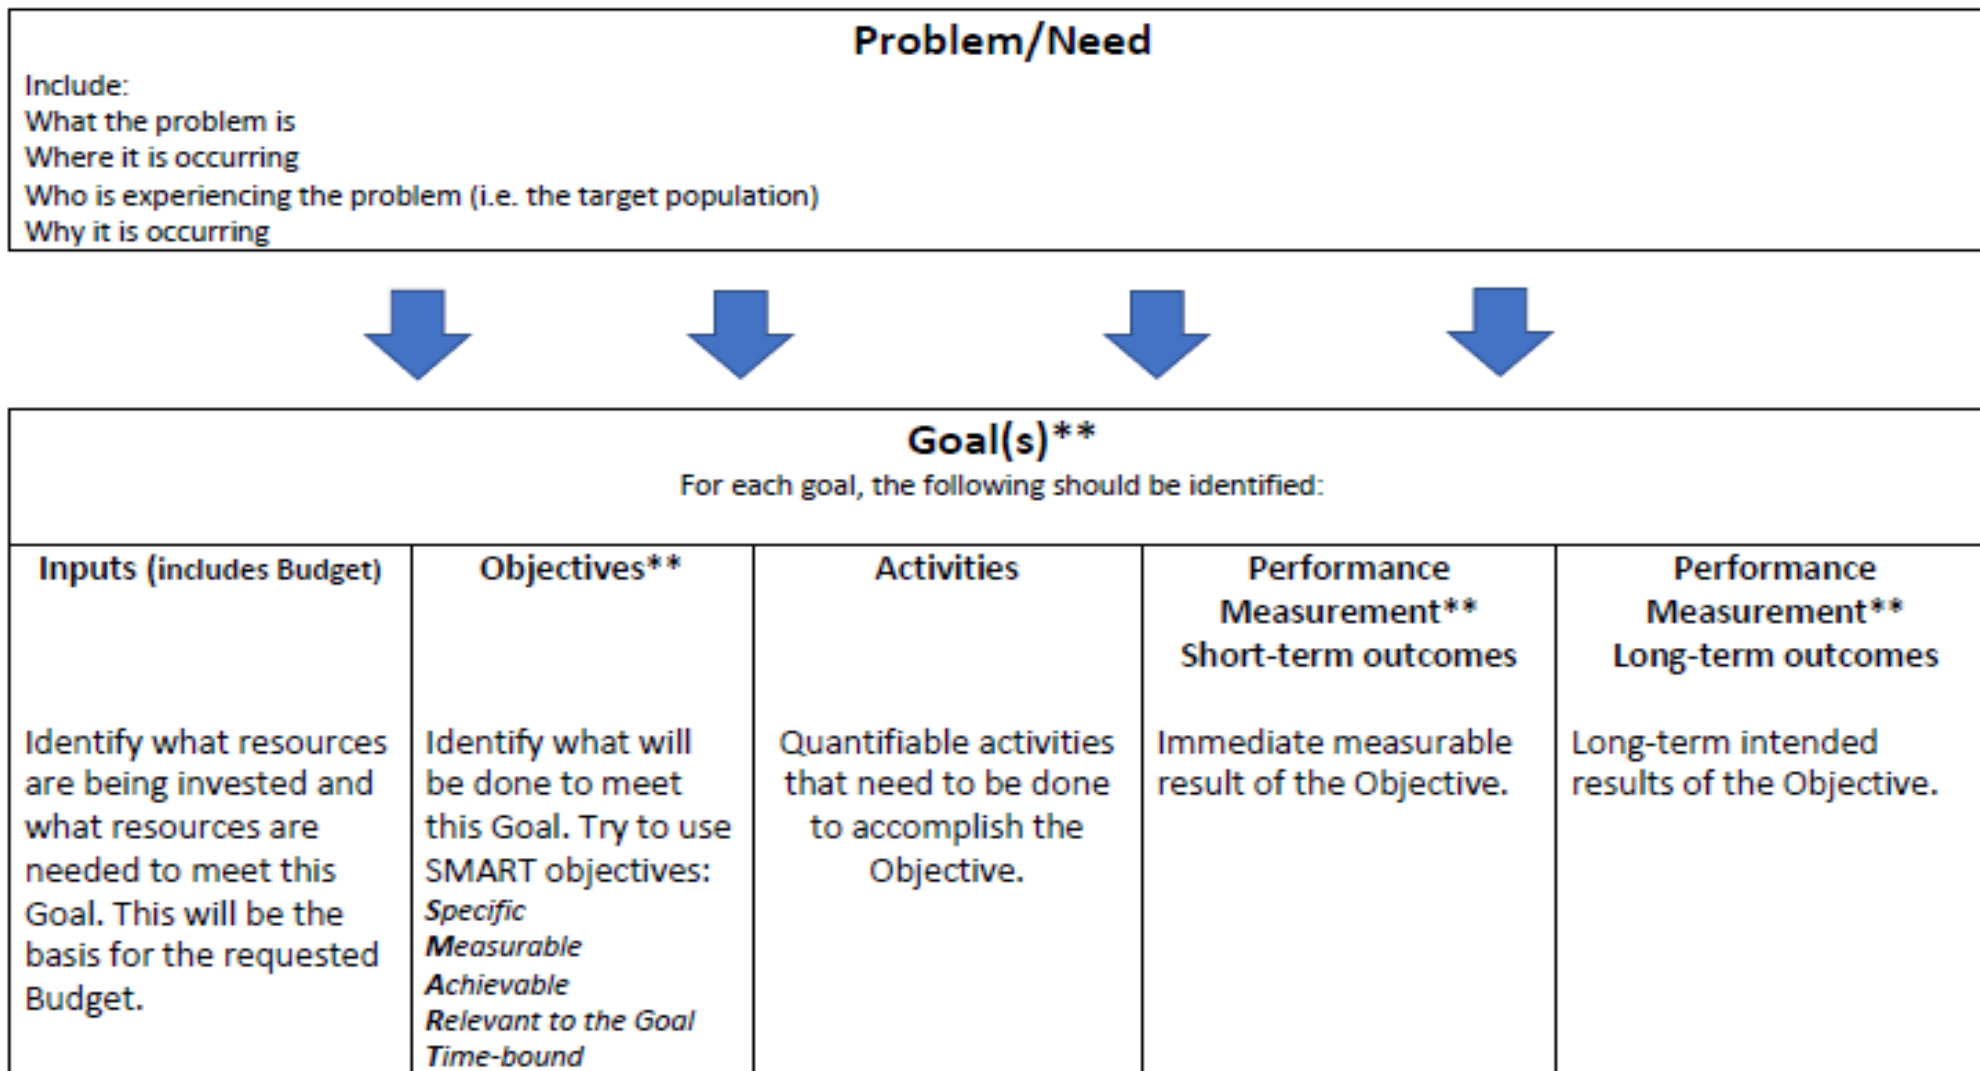 Problem/Need
Include:
What the problem is
Where it is occurring
Who is experiencing the problem (i.e. the target population)
Why it is occurring
Goal(s)**
For each goal, the following should be identified:
Inputs (includes Budget)
Identify what resources
are being invested and
what resources are
needed to meet this
Goal. This will be the
basis for the requested
Budget.
Objectives**
Identify what will
be done to meet
this Goal. Try to use
SMART objectives:
Specific
Measurable
Achievable
Relevant to the Goal
Time-bound
Activities
Quantifiable activities
that need to be done
to accomplish the
Objective.
Performance
Measurement**
Short-term outcomes
Immediate measurable
result of the Objective.
Performance
Measurement**
Long-term outcomes
Long-term intended
results of the Objective.